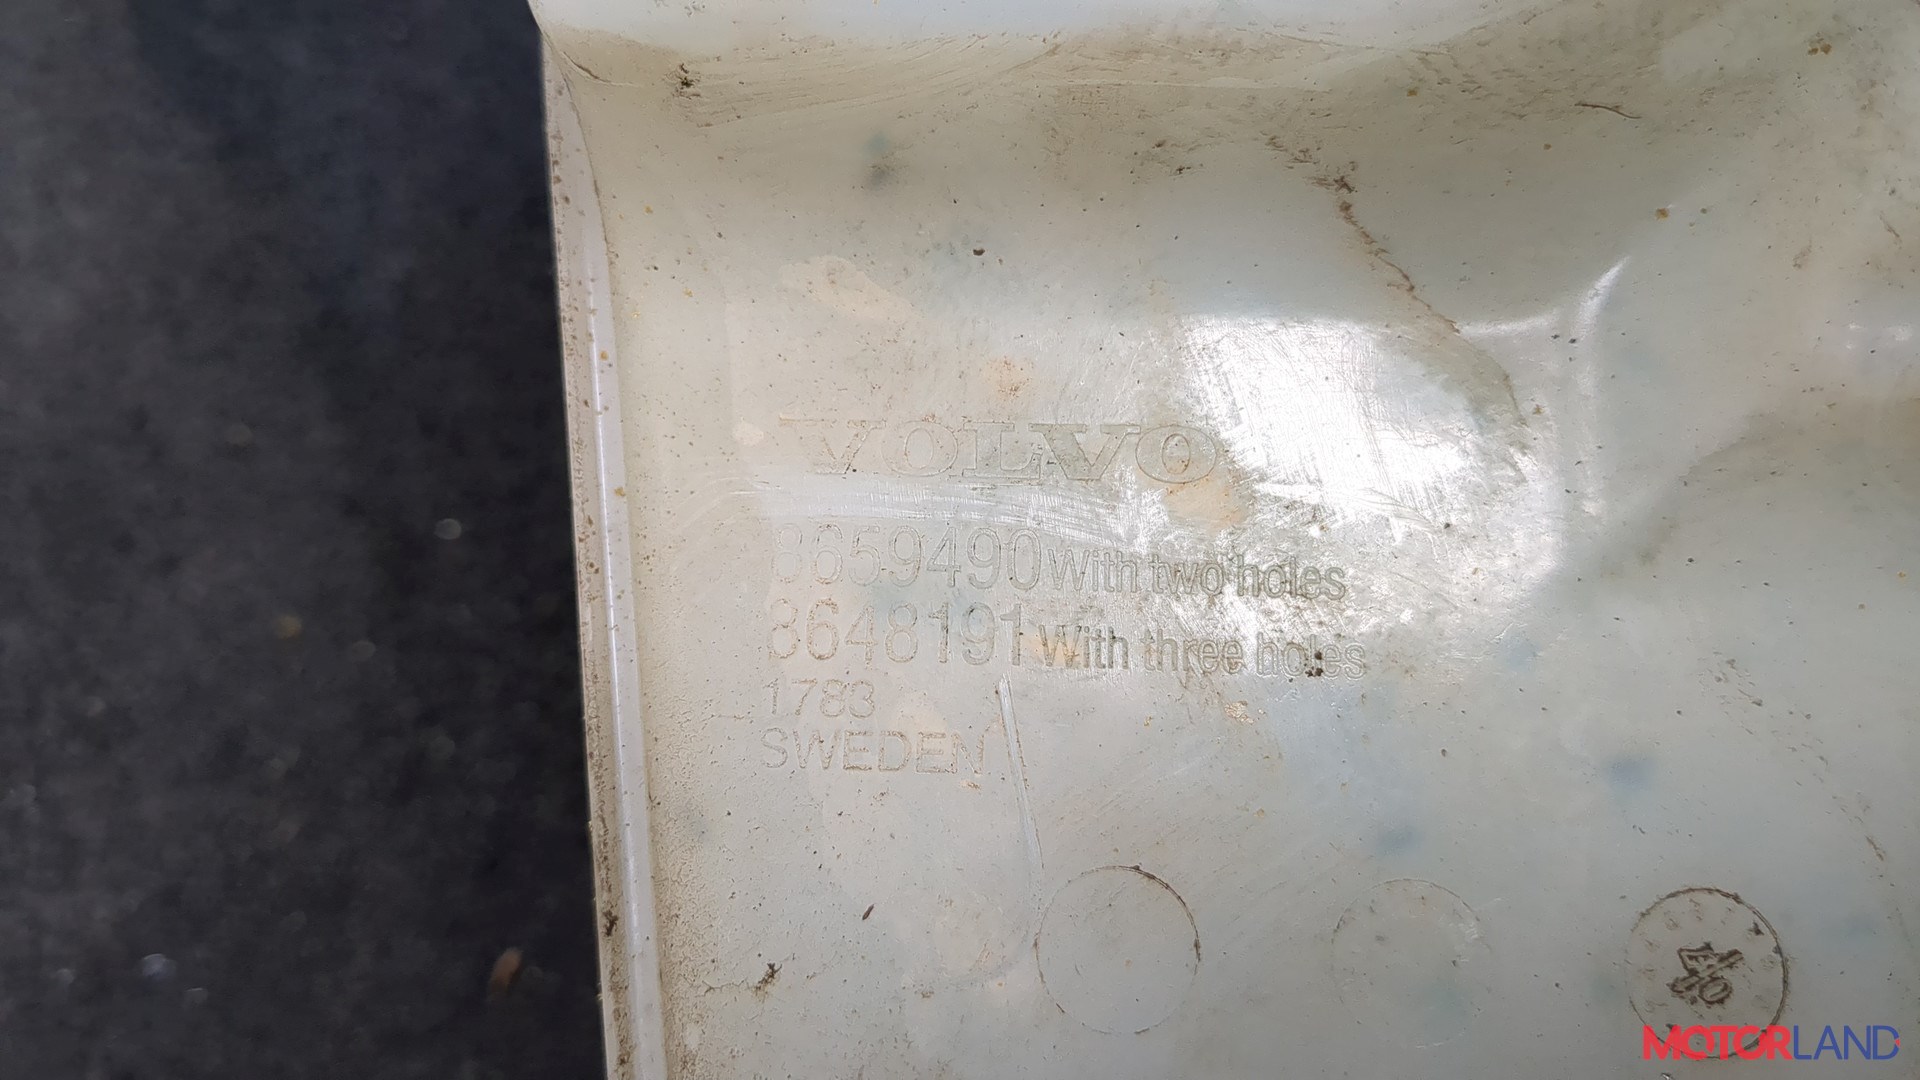 VOLVO
8659490 With two holes
8648191 With three holes
1783
SWEDEN
MOTORLAND